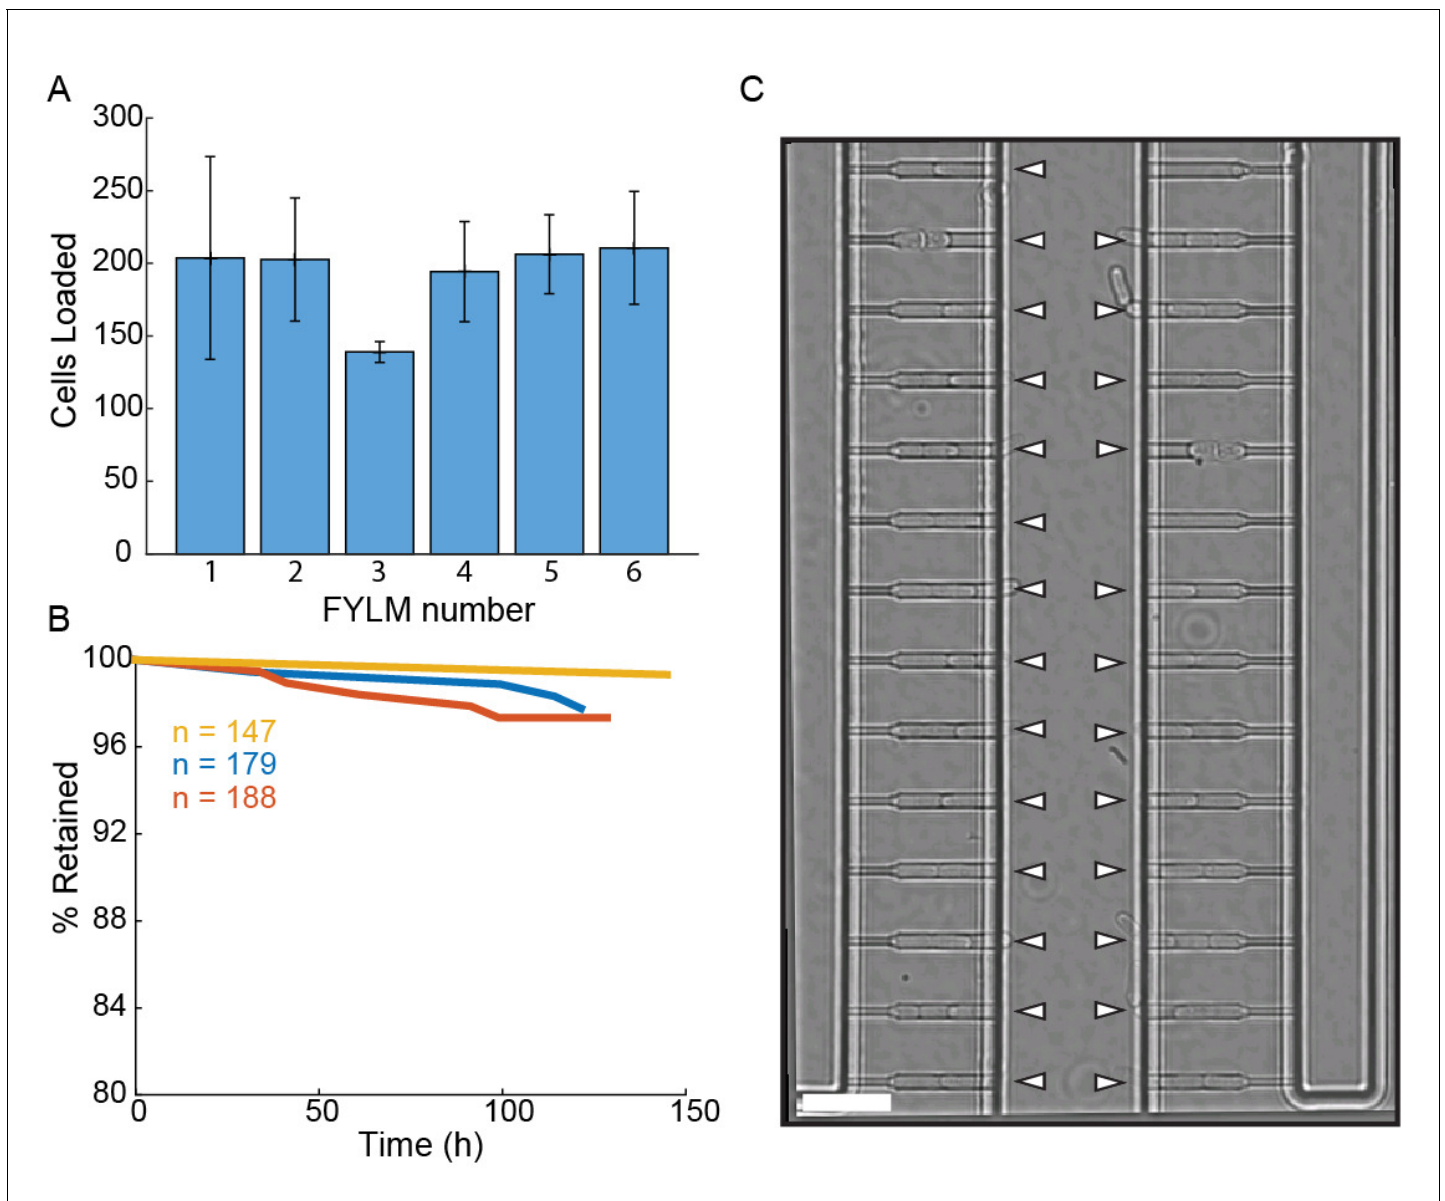 A
300
250
200
150
100
50
0
Cells Loaded
1 2 3 4 5 6
FYLM number
B
100
96
92
88
84
80
% Retained
n = 147
n = 179
n = 188
0 50 100 150
Time (h)
C